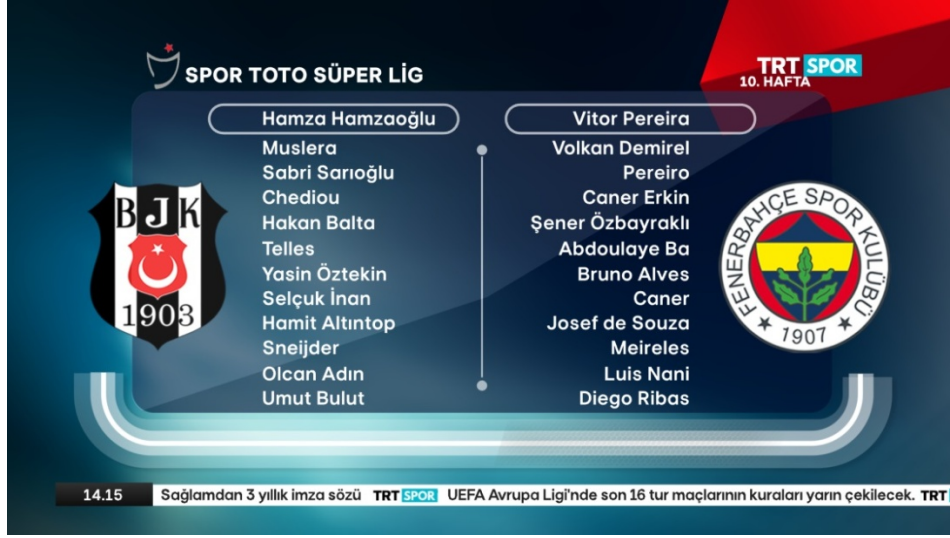 SPOR TOTO SÜPER LİG
TRT SPOR
10. HAFTA
Hamza Hamzaoğlu
Muslera
Sabri Sarıoğlu
Chediou
Hakan Balta
Telles
Yasin Öztekin
Selçuk İnan
Hamit Altıntop
Sneijder
Olcan Adın
Umut Bulut
Vitor Pereira
Volkan Demirel
Pereiro
Caner Erkin
Şener Özbayraklı
Abdoulaye Ba
Bruno Alves
Caner
Josef de Souza
Meireles
Luis Nani
Diego Ribas
BJK
1903
FENERBAHÇE SPOR KULÜBÜ
1907
14.15 Sağlamdan 3 yıllık imza sözü TRT SPOR UEFA Avrupa Ligi'nde son 16 tur maçlarının kuraları yarın çekilecek. TRT